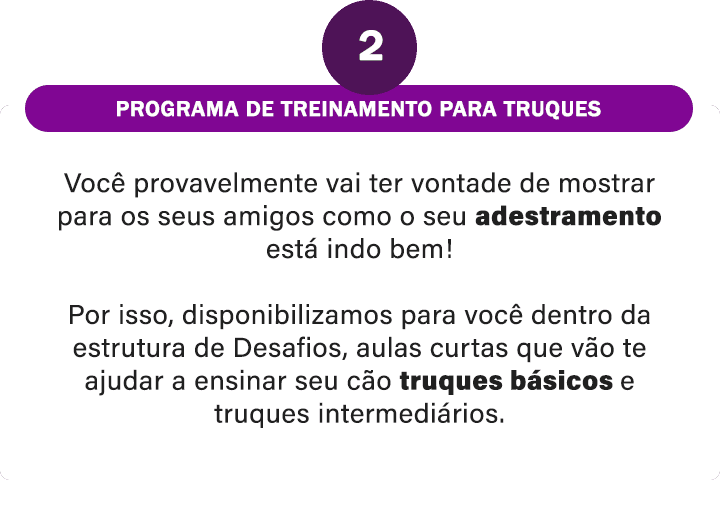 2
PROGRAMA DE TREINAMENTO PARA TRUQUES
Você provavelmente vai ter vontade de mostrar
para os seus amigos como o seu adestramento
está indo bem!
Por isso, disponibilizamos para você dentro da
estrutura de Desafios, aulas curtas que vão te
ajudar a ensinar seu cão truques básicos e
truques intermediários.